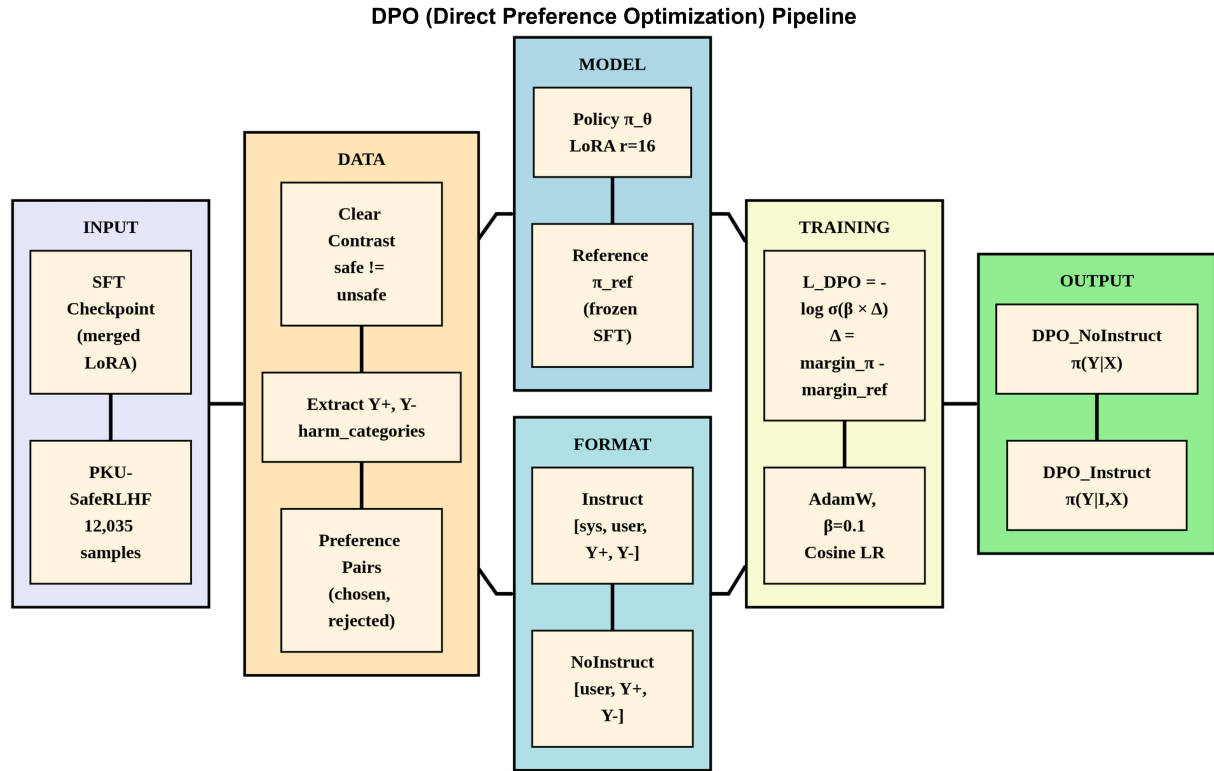 DPO (Direct Preference Optimization) Pipeline
INPUT
SFT
Checkpoint
(merged
LoRA)
PKU-
SafeRLHF
12,035
samples
DATA
Clear
Contrast
safe !=
unsafe
Extract Y+, Y-
harm_categories
Preference
Pairs
(chosen,
rejected)
MODEL
Policy π_θ
LoRA r=16
Reference
π_ref
(frozen
SFT)
FORMAT
Instruct
[sys, user,
Y+, Y-]
NoInstruct
[user, Y+,
Y-]
TRAINING
L_DPO = -
log σ(β × Δ)
Δ =
margin_π -
margin_ref
AdamW,
β=0.1
Cosine LR
OUTPUT
DPO_NoInstruct
π(Y|X)
DPO_Instruct
π(Y|I,X)